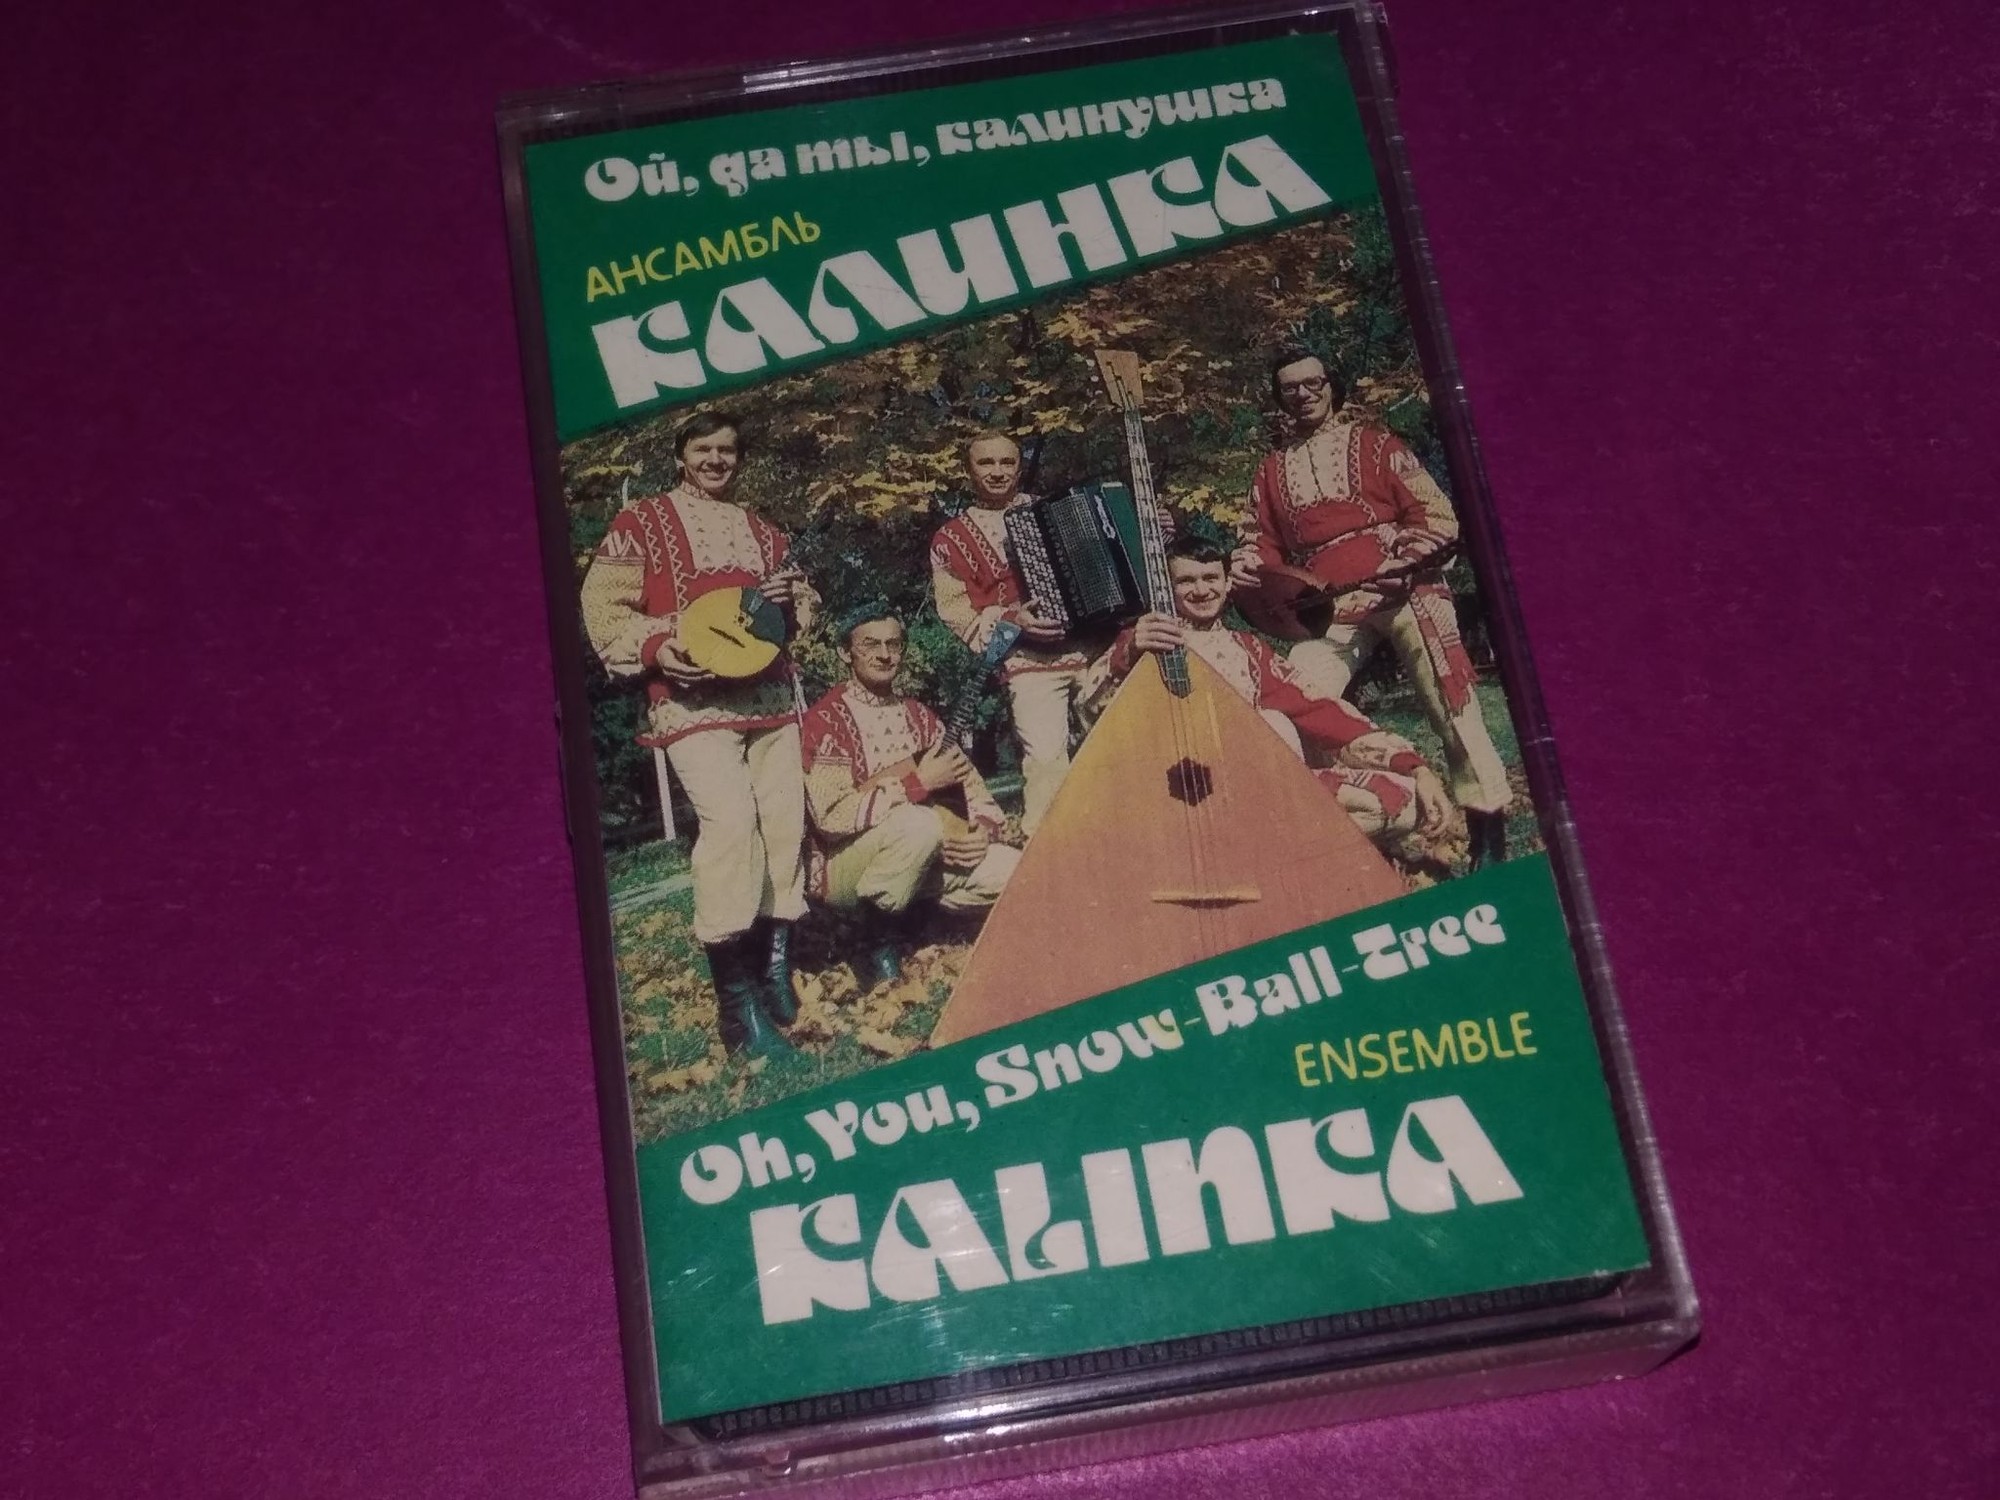 Ой, да ты, калинушка
АНСАМБЛЬ
КАЛИНКА
Oh, You, Snow-Ball-Tree
ENSEMBLE
KALINKA